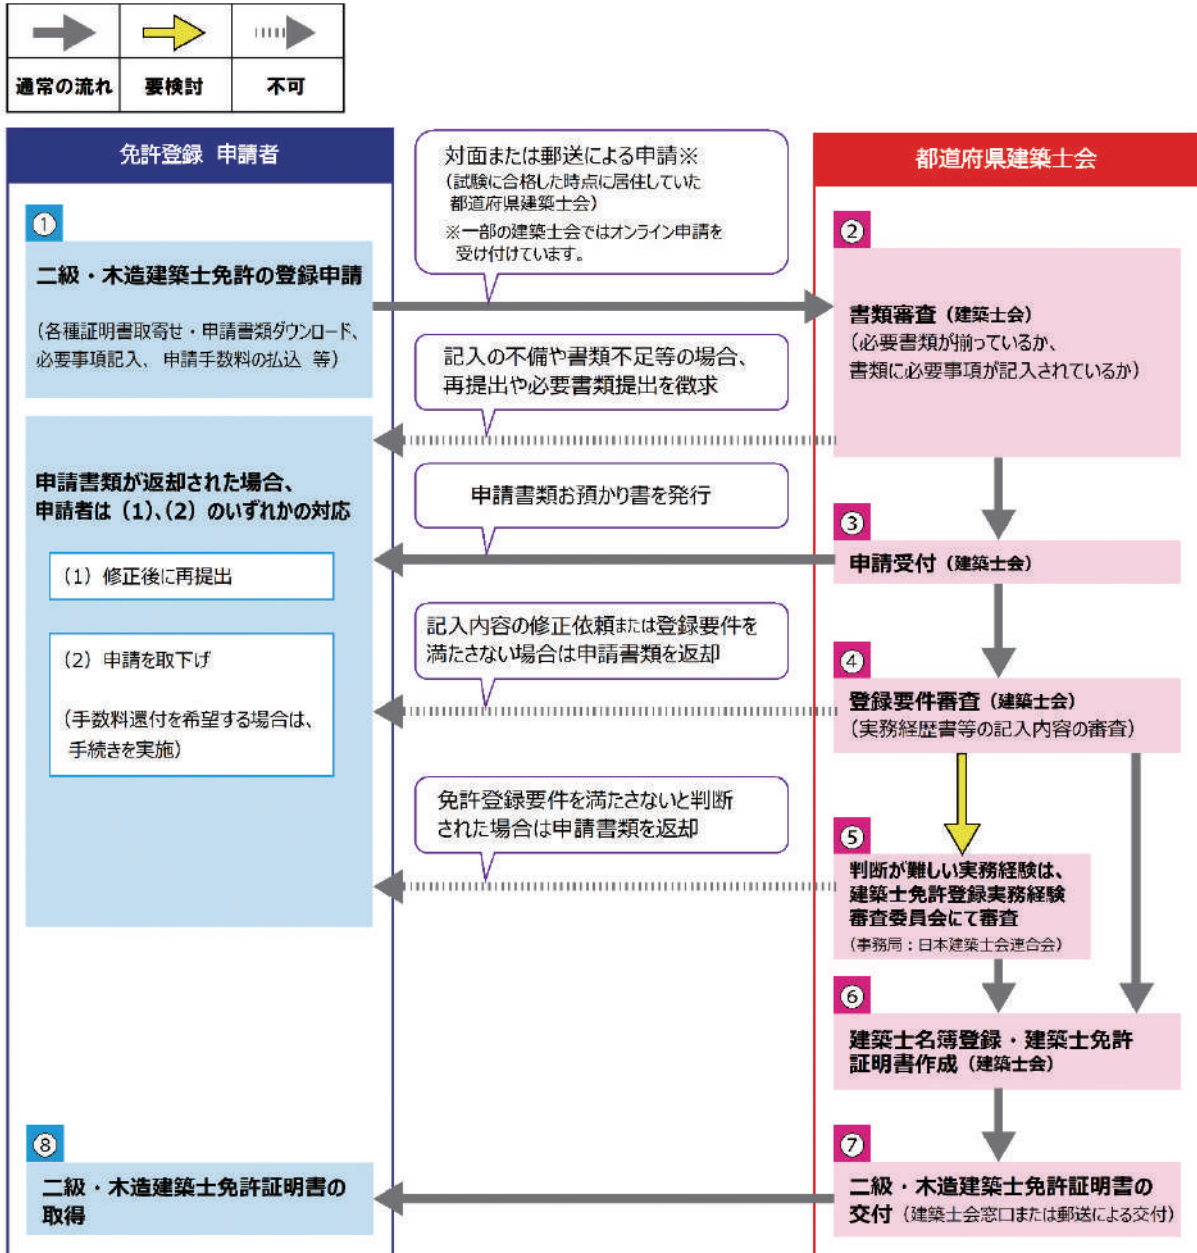 通常の流れ
要検討
不可
免許登録 申請者
対面または郵送による申請※
(試験に合格した時点に居住していた
都道府県建築士会)
※一部の建築士会ではオンライン申請を
受け付けています。
都道府県建築士会
①
二級・木造建築士免許の登録申請
(各種証明書取寄せ・申請書類ダウンロード、
必要事項記入、 申請手数料の払込 等)
②
書類審査(建築士会)
(必要書類が揃っているか、
書類に必要事項が記入されているか)
記入の不備や書類不足等の場合、
再提出や必要書類提出を徴求
申請書類が返却された場合、
申請者は(1)、(2)のいずれかの対応
(1)修正後に再提出
(2)申請を取下げ
(手数料還付を希望する場合は、
手続きを実施)
申請書類お預かり書を発行
③
申請受付(建築士会)
記入内容の修正依頼または登録要件を
満たさない場合は申請書類を返却
④
登録要件審査(建築士会)
(実務経歴書等の記入内容の審査)
免許登録要件を満たさないと判断
された場合は申請書類を返却
⑤
判断が難しい実務経験は、
建築士免許登録実務経験
審査委員会にて審査
(事務局：日本建築士会連合会)
⑥
建築士名簿登録・建築士免許
証明書作成(建築士会)
⑦
二級・木造建築士免許証明書の
交付(建築士会窓口または郵送による交付)
⑧
二級・木造建築士免許証明書の
取得